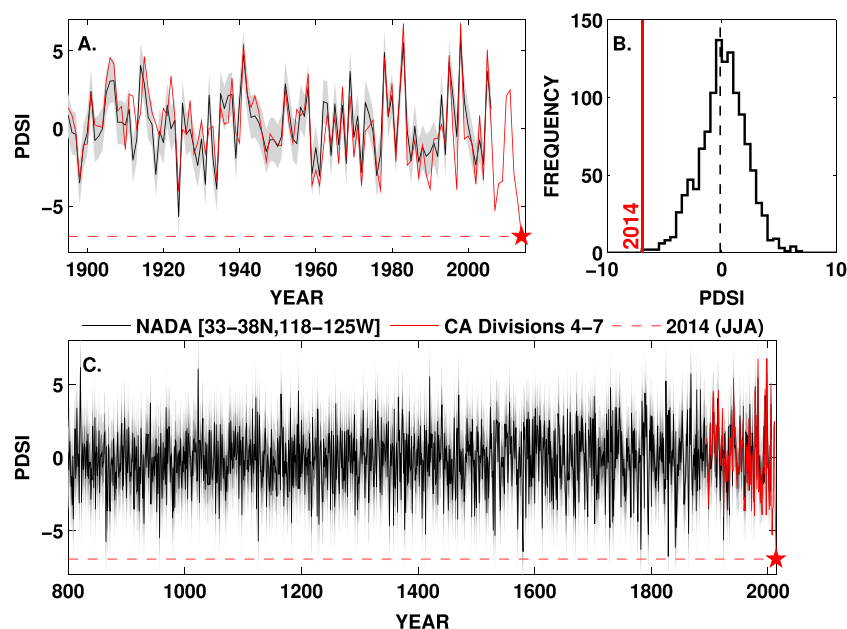 A.
5
0
−5
PDSI
1900 1920 1940 1960 1980 2000
YEAR
B.
150
100
50
0
FREQUENCY
2014
−10 0 10
PDSI
NADA [33−38N,118−125W] CA Divisions 4−7 2014 (JJA)
C.
5
0
−5
PDSI
800 1000 1200 1400 1600 1800 2000
YEAR